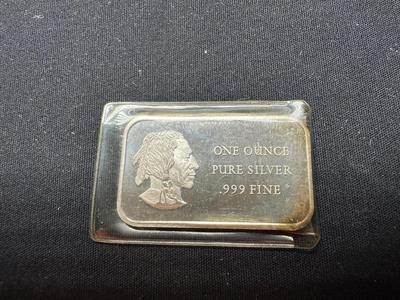 ONE OUNCE
PURE SILVER
.999 FINE